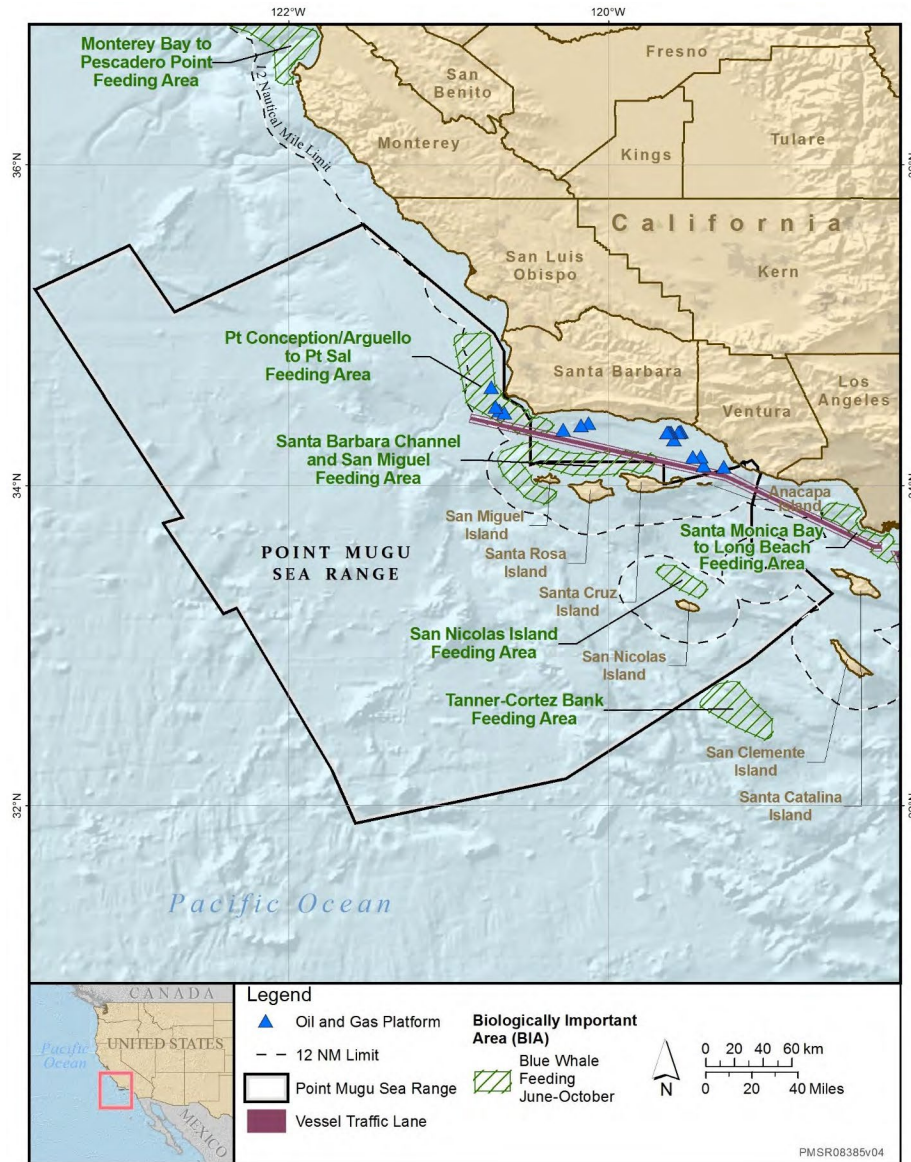 122°W
120°W
Monterey Bay to
Pescadero Point
Feeding Area
12 Nautical Mile Limit
San
Benito
Fresno
Monterey
Kings
Tulare
36°N
36°N
California
San Luis
Obispo
Kern
Pt Conception/Arguello
to Pt Sal
Feeding Area
Santa Barbara
Ventura
Los
Angeles
Santa Barbara Channel
and San Miguel
Feeding Area
34°N
34°N
Anacapa
Island
San Miguel
Island
Santa Rosa
Island
Santa Monica Bay
to Long Beach
Feeding Area
POINT MUGU
SEA RANGE
Santa Cruz
Island
San Nicolas Island
Feeding Area
San Nicolas
Island
Tanner-Cortez Bank
Feeding Area
San Clemente
Island
Santa Catalina
Island
32°N
32°N
Pacific Ocean
CANADA
Pacific
Ocean
UNITED STATES
MEXICO
Legend
Oil and Gas Platform
12 NM Limit
Point Mugu Sea Range
Vessel Traffic Lane
Biologically Important
Area (BIA)
Blue Whale
Feeding
June-October
N
0 20 40 60 km
0 20 40 Miles
PMSR08385v04